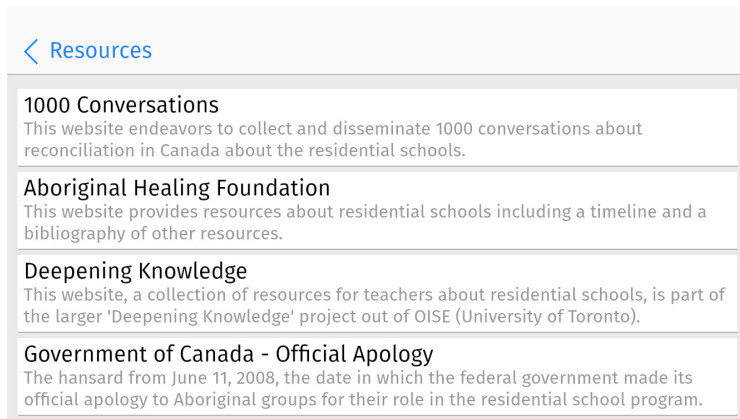 Resources
1000 Conversations
This website endeavors to collect and disseminate 1000 conversations about
reconciliation in Canada about the residential schools.
Aboriginal Healing Foundation
This website provides resources about residential schools including a timeline and a
bibliography of other resources.
Deepening Knowledge
This website, a collection of resources for teachers about residential schools, is part of
the larger 'Deepening Knowledge' project out of OISE (University of Toronto).
Government of Canada - Official Apology
The hansard from June 11, 2008, the date in which the federal government made its
official apology to Aboriginal groups for their role in the residential school program.